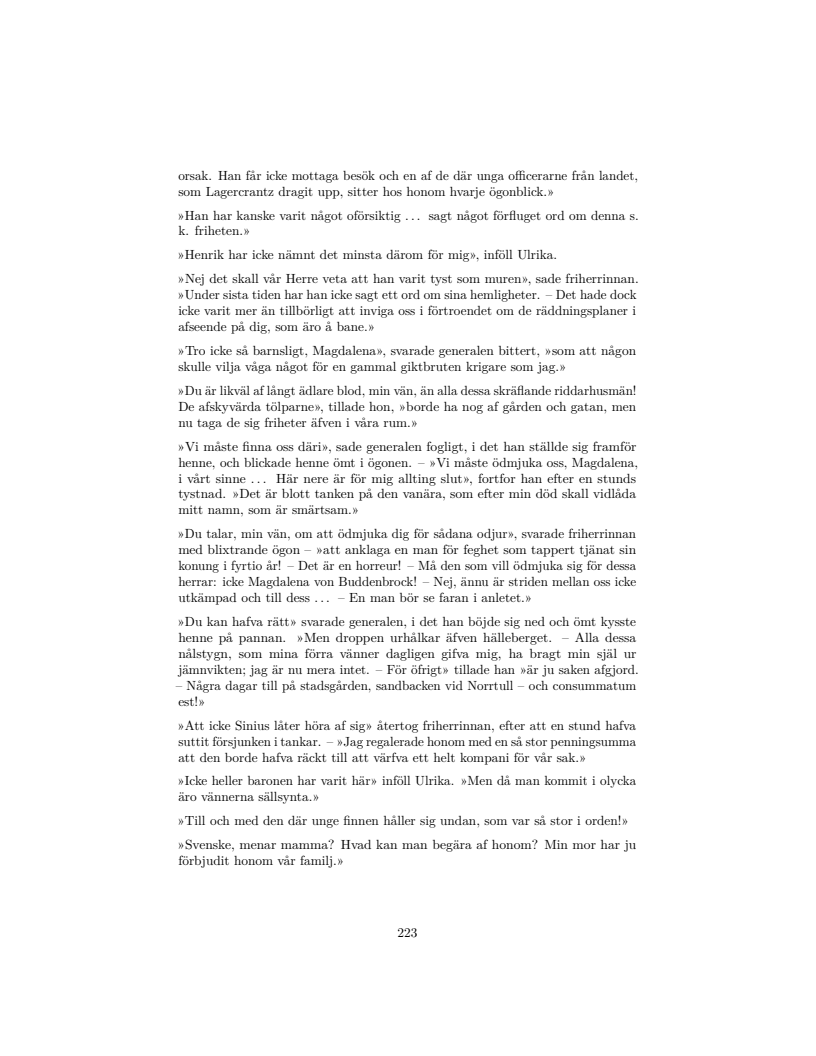 orsak. Han får icke mottaga besök och en af de där unga officerarne från landet,
som Lagercrantz dragit upp, sitter hos honom hvarje ögonblick.»
»Han har kanske varit något oförsiktig ... sagt något förfluget ord om denna s.
k. friheten.»
»Henrik har icke nämnt det minsta därom för mig», inföll Ulrika.
»Nej det skall vår Herre veta att han varit tyst som muren», sade friherrinnan.
»Under sista tiden har han icke sagt ett ord om sina hemligheter. – Det hade dock
icke varit mer än tillbörligt att inviga oss i förtroendet om de räddningsplaner i
afseende på dig, som äro å bane.»
»Tro icke så barnsligt, Magdalena», svarade generalen bittert, »som att någon
skulle vilja våga något för en gammal giktbruten krigare som jag.»
»Du är likväl af långt ädlare blod, min vän, än alla dessa skräflande riddarhusmän!
De afskyvärda tölparne», tillade hon, »borde ha nog af gården och gatan, men
nu taga de sig friheter äfven i våra rum.»
»Vi måste finna oss däri», sade generalen fogligt, i det han ställde sig framför
henne, och blickade henne ömt i ögonen. – »Vi måste ödmjuka oss, Magdalena,
i vårt sinne ... Här nere är för mig allting slut», fortfor han efter en stunds
tystnad. »Det är blott tanken på den vanära, som efter min död skall vidlåda
mitt namn, som är smärtsam.»
»Du talar, min vän, om att ödmjuka dig för sådana odjur», svarade friherrinnan
med blixtrande ögon – »att anklaga en man för feghet som tappert tjänat sin
konung i fyrtio år! – Det är en horreur! – Må den som vill ödmjuka sig för dessa
herrar: icke Magdalena von Buddenbrock! – Nej, ännu är striden mellan oss icke
utkämpad och till dess ... – En man bör se faran i anletet.»
»Du kan hafva rätt» svarade generalen, i det han böjde sig ned och ömt kysste
henne på pannan. »Men droppen urhålkar äfven hälleberget. – Alla dessa
nålstygn, som mina förra vänner dagligen gifva mig, ha bragt min själ ur
jämnvikten; jag är nu mera intet. – För öfrigt» tillade han »är ju saken afgjord.
– Några dagar till på stadsgården, sandbacken vid Norrtull – och consummatum
est!»
»Att icke Sinius låter höra af sig» återtog friherrinnan, efter att en stund hafva
suttit försjunken i tankar. – »Jag regalerade honom med en så stor penningsumma
att den borde hafva räckt till att värfva ett helt kompani för vår sak.»
»Icke heller baronen har varit här» inföll Ulrika. »Men då man kommit i olycka
äro vännerna sällsynta.»
»Till och med den där unge finnen håller sig undan, som var så stor i orden!»
»Svenske, menar mamma? Hvad kan man begära af honom? Min mor har ju
förbjudit honom vår familj.»
223